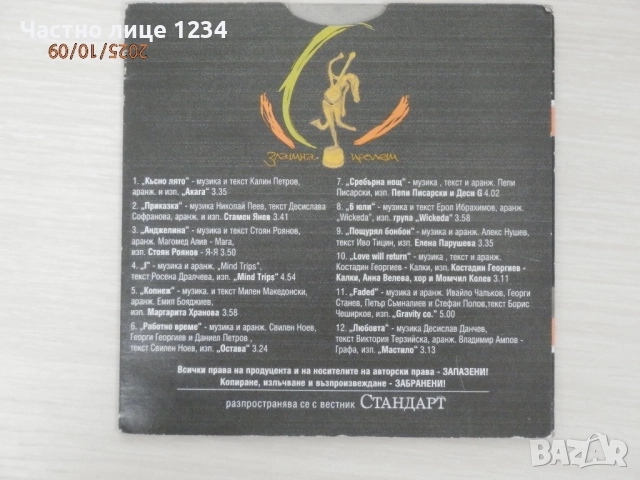 Частно лице 1234
2025/10/09
Златна пролет
1. „Късно лято" - музика и текст Калин Петров,
аранж. и изп. „Акага" 3.35
2. „Приказка" - музика Николай Пеев, текст Десислава
Софранова, аранж. и изп. Стамен Янев 3.41
3. „Анджелина" - музика и текст Стоян Роянов,
аранж. Магомед Алив - Мага,
изп. Стоян Роянов - Я-Я 3.50
4. „I" - музика и аранж. „Mind Trips",
текст Росена Дралчева, изп. „Mind Trips" 4.54
5. „Копнеж" - музика. и текст Милен Македонски,
аранж. Емил Бояджиев,
изп. Маргарита Хранова 3.58
6. „Работно време" - музика и аранж. Свилен Ноев,
Георги Георгиев и Даниел Петров ,
текст Свилен Ноев, изп. „Остава" 3.24
7. „Сребърна нощ" - музика , текст и аранж. Пепи
Писарски, изп. Пепи Писарски и Деси G 4.02
8. „Б юли" - музика и текст Ерол Ибрахимов, аранж.
„Wickeda", изп. група „Wickeda" 3.58
9. „Пощурял бонбон" - музика и аранж. Алекс Нушев,
текст Иво Тицин, изп. Елена Парушева 3.35
10. „Love will return" - музика , текст и аранж.
Костадин Георгиев - Калки, изп. Костадин Георгиев -
Калки, Анна Велева, хор и Момчил Колев 3.11
11. „Faded" - музика и аранж. Ивайло Чальков, Георги
Станев, Петър Съмналиев и Стефан Попов,текст Борис
Чеширков, изп. „Gravity co." 5.00
12. „Любовта" - музика Десислав Данчев,
текст Виктория Терзийска, аранж. Владимир Ампов -
Графа, изп. „Мастило" 3.13
Всички права на продуцента и на носителите на авторски права - ЗАПАЗЕНИ!
Копиране, излъчване и възпроизвеждане - ЗАБРАНЕНИ!
разпространява се с вестник СТАНДАРТ
BAZAR